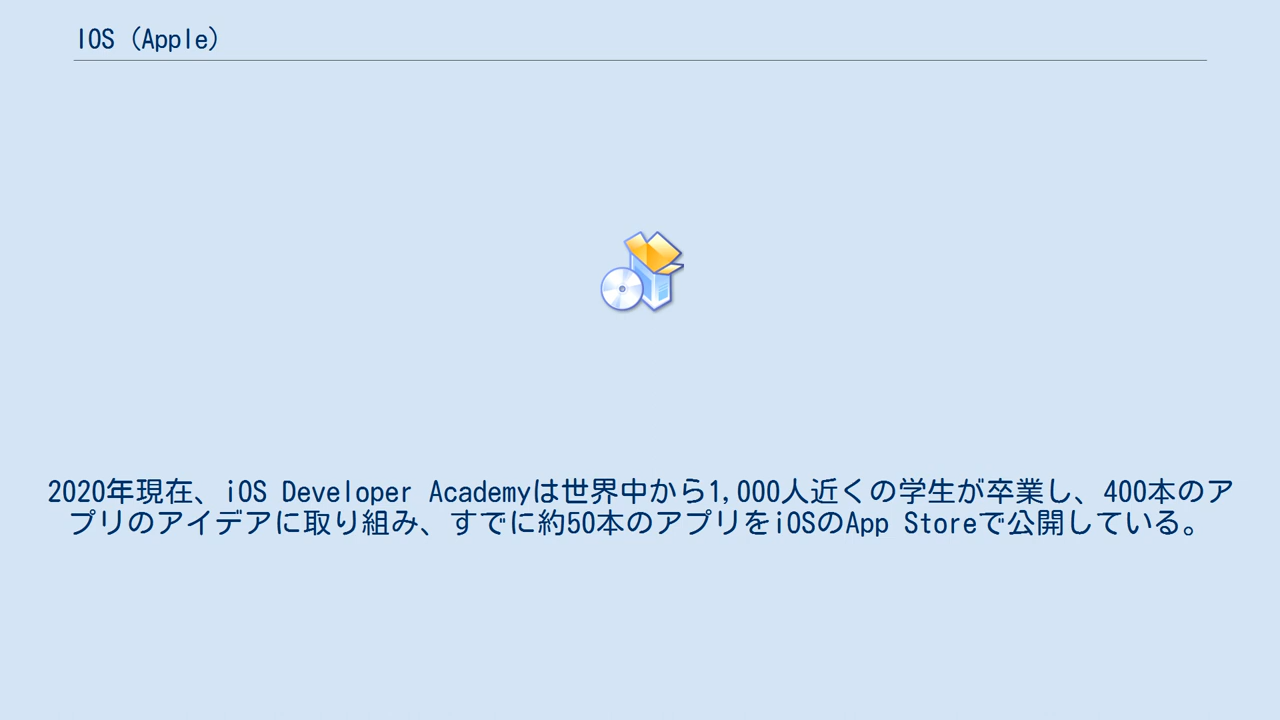 IOS (Apple)
2020年現在、iOS Developer Academyは世界中から1,000人近くの学生が卒業し、400本のア
プリのアイデアに取り組み、すでに約50本のアプリをiOSのApp Storeで公開している。